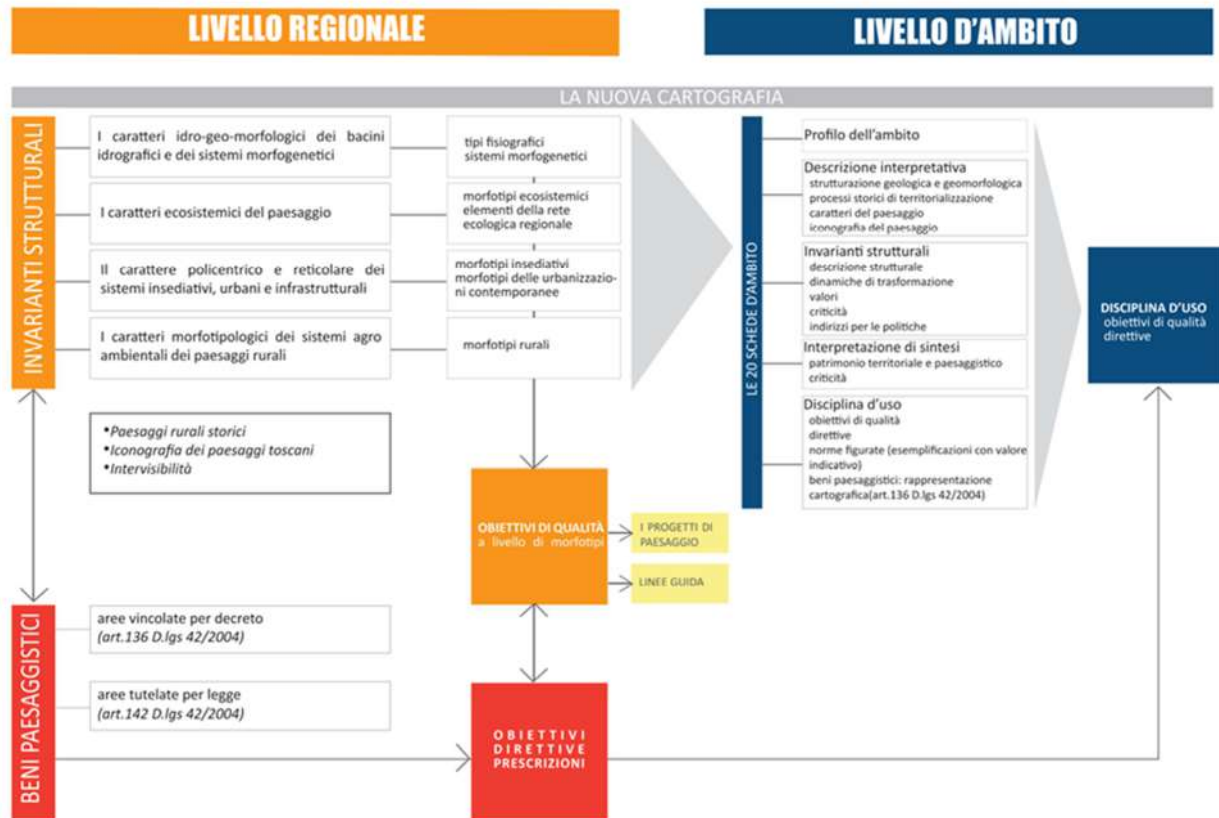 LIVELLO REGIONALE
LIVELLO D'AMBITO
LA NUOVA CARTOGRAFIA
INVARIANTI STRUTTURALI
I caratteri idro-geo-morfologici dei bacini
idrografici e dei sistemi morfogenetici
tipi fisiografici
sistemi morfogenetici
I caratteri ecosistemici del paesaggio
morfotipi ecosistemici
elementi della rete
ecologica regionale
Il carattere policentrico e reticolare dei
sistemi insediativi, urbani e infrastrutturali
morfotipi insediativi
morfotipi delle urbanizzazio-
ni contemporanee
I caratteri morfotipologici dei sistemi agro
ambientali dei paesaggi rurali
morfotipi rurali
•Paesaggi rurali storici
•Iconografia dei paesaggi toscani
•Intervisibilità
OBIETTIVI DI QUALITÀ
a livello di morfotipi
I PROGETTI DI
PAESAGGIO
LINEE GUIDA
BENI PAESAGGISTICI
aree vincolate per decreto
(art.136 D.lgs 42/2004)
aree tutelate per legge
(art.142 D.lgs 42/2004)
OBIETTIVI
DIRETTIVE
PRESCRIZIONI
LE 20 SCHEDE D'AMBITO
Profilo dell'ambito
Descrizione interpretativa
strutturazione geologica e geomorfologica
processi storici di territorializzazione
caratteri del paesaggio
iconografia del paesaggio
Invarianti strutturali
descrizione strutturale
dinamiche di trasformazione
valori
criticità
indirizzi per le politiche
Interpretazione di sintesi
patrimonio territoriale e paesaggistico
criticità
Disciplina d'uso
obiettivi di qualità
direttive
norme figurate (esemplificazioni con valore
indicativo)
beni paesaggistici: rappresentazione
cartografica(art.136 D.lgs 42/2004)
DISCIPLINA D'USO
obiettivi di qualità
direttive